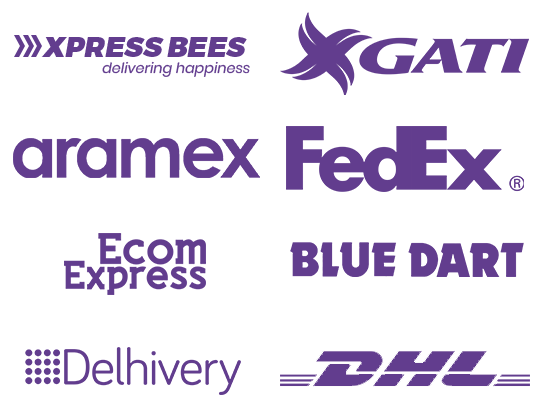 XPRESS BEES
delivering happiness
GATI
aramex
FedEx ®
Ecom
Express
BLUE DART
Delhivery
DHL